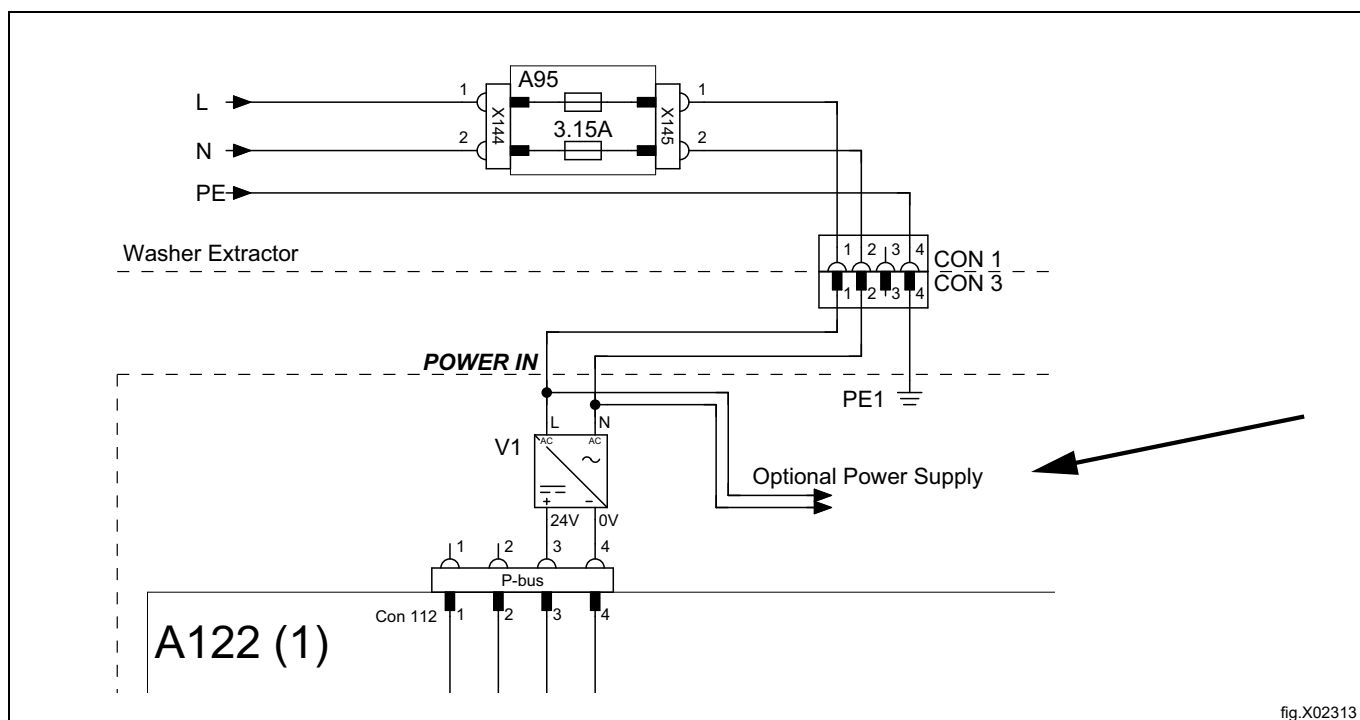 A95
L
1
1
X144
X145
3.15A
N
2
2
PE
Washer Extractor
1 2 3 4
CON 1
CON 3
1 2 3 4
POWER IN
PE1
L N
V1
AC AC
Optional Power Supply
+ -
24V 0V
1 2 3 4
P-bus
Con 112 1 2 3 4
A122 (1)
fig.X02313